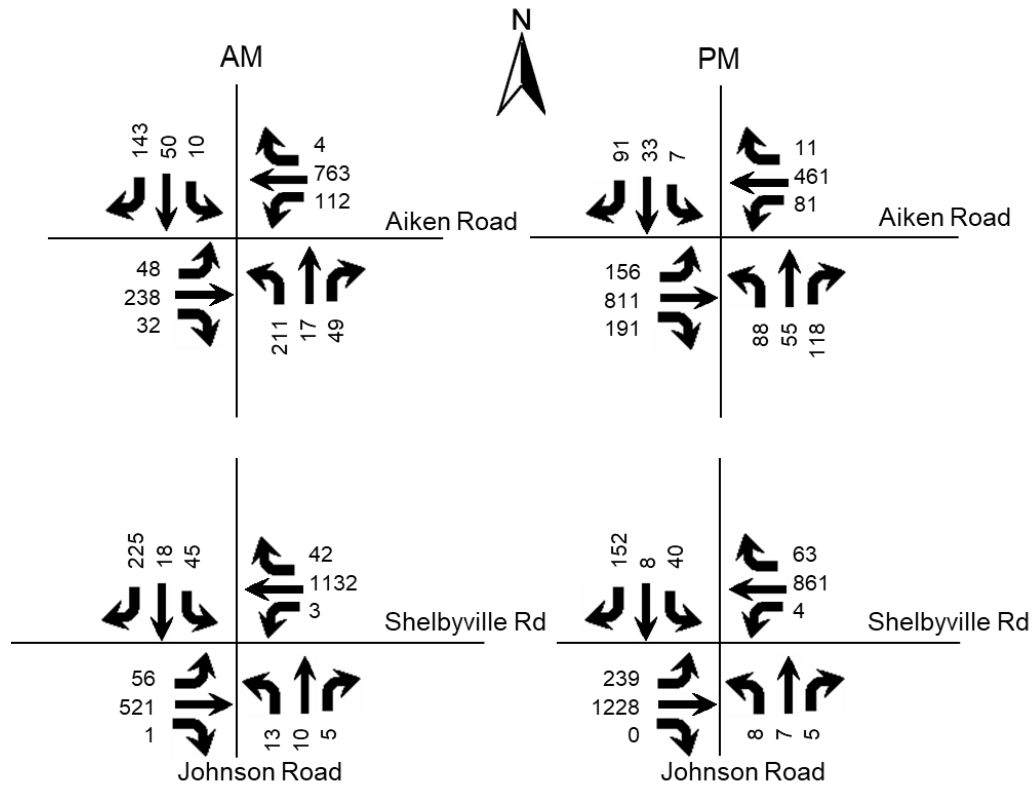 N
AM
PM
143 50 10
4
763
112
Aiken Road
48
238
32
211 17 49
91 33 7
11
461
81
Aiken Road
156
811
191
88 55 118
225 18 45
42
1132
3
Shelbyville Rd
56
521
1
13 10 5
Johnson Road
152 8 40
63
861
4
Shelbyville Rd
239
1228
0
8 7 5
Johnson Road